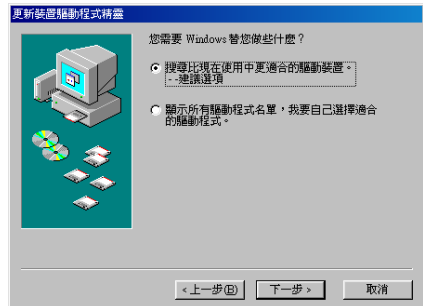 更新裝置驅動程式精靈
您需要 Windows 替您做些什麼？
搜尋比現在使用中更適合的驅動裝置。
--建議選項
顯示所有驅動程式名單，我要自己選擇適合
的驅動程式。
<上一步(B)
下一步>
取消